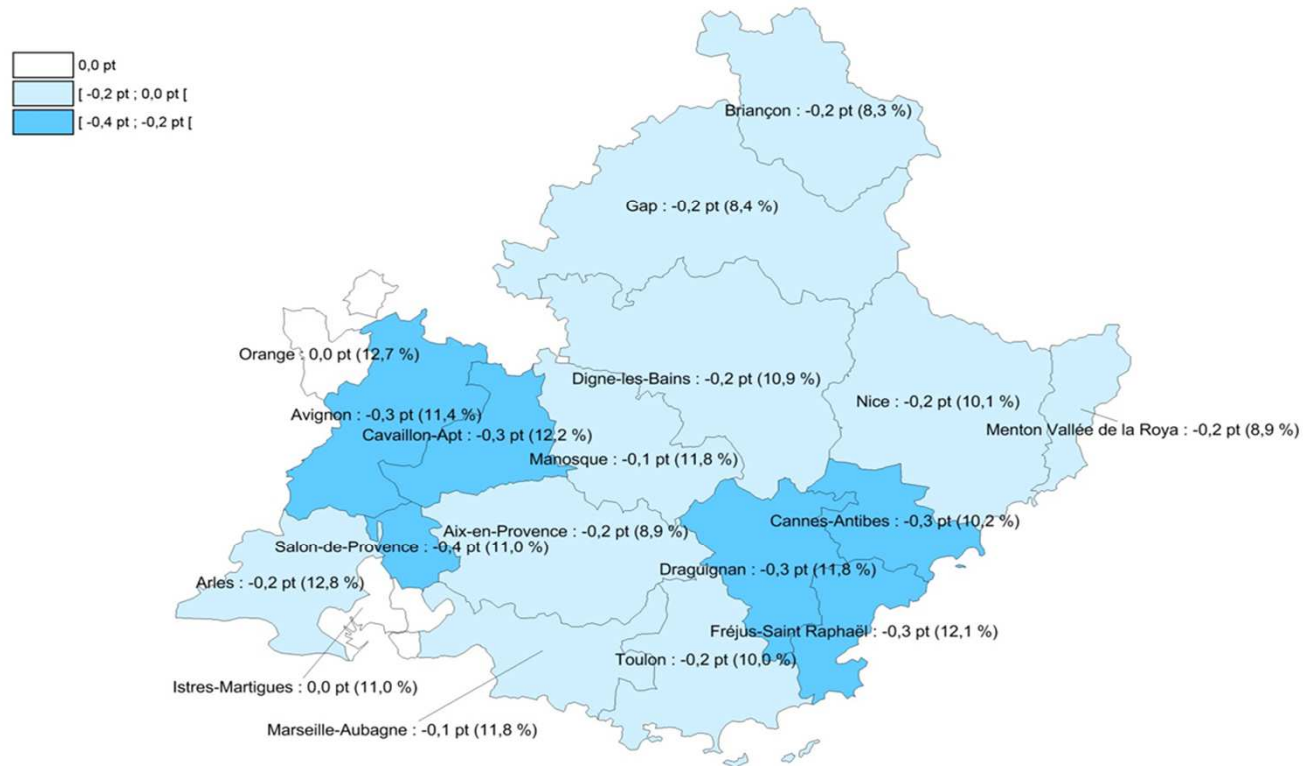 0,0 pt
[ -0,2 pt ; 0,0 pt [
[ -0,4 pt ; -0,2 pt [
Briançon : -0,2 pt (8,3 %)
Gap : -0,2 pt (8,4 %)
Orange : 0,0 pt (12,7 %)
Digne-les-Bains : -0,2 pt (10,9 %)
Nice : -0,2 pt (10,1 %)
Avignon : -0,3 pt (11,4 %)
Menton Vallée de la Roya : -0,2 pt (8,9 %)
Cavaillon-Apt : -0,3 pt (12,2 %)
Manosque : -0,1 pt (11,8 %)
Cannes-Antibes : -0,3 pt (10,2 %)
Aix-en-Provence : -0,2 pt (8,9 %)
Salon-de-Provence : -0,4 pt (11,0 %)
Draguignan : -0,3 pt (11,8 %)
Arles : -0,2 pt (12,8 %)
Fréjus-Saint Raphaël : -0,3 pt (12,1 %)
Toulon : -0,2 pt (10,0 %)
Istres-Martigues : 0,0 pt (11,0 %)
Marseille-Aubagne : -0,1 pt (11,8 %)